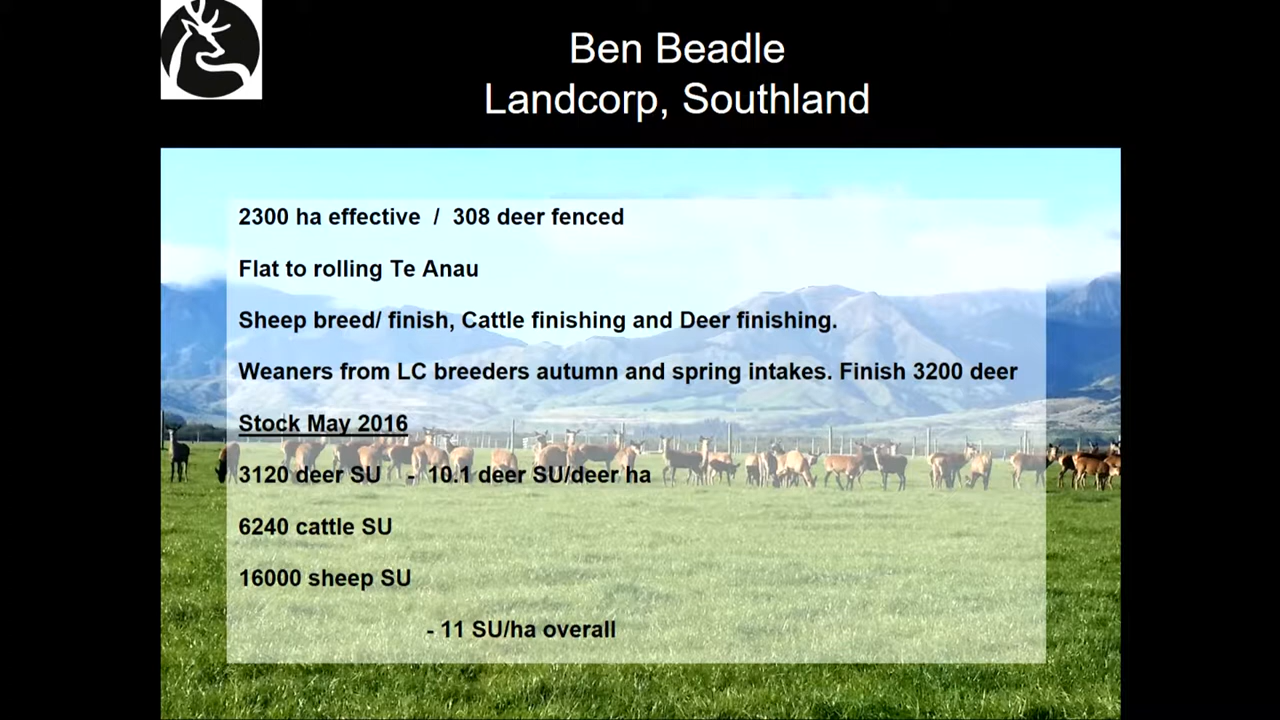 Ben Beadle
Landcorp, Southland
2300 ha effective / 308 deer fenced
Flat to rolling Te Anau
Sheep breed/ finish, Cattle finishing and Deer finishing.
Weaners from LC breeders autumn and spring intakes. Finish 3200 deer
Stock May 2016
3120 deer SU - 10.1 deer SU/deer ha
6240 cattle SU
16000 sheep SU
- 11 SU/ha overall